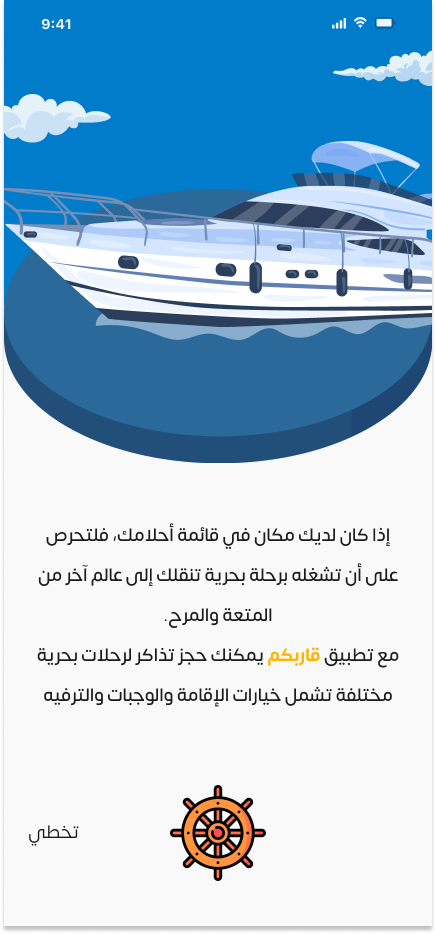 9:41
إذا كان لديك مكان في قائمة أحلامك، فلتحرص
على أن تشغله برحلة بحرية تنقلك إلى عالم آخر من
المتعة والمرح.
مع تطبيق قاربكم يمكنك حجز تذاكر لرحلات بحرية
مختلفة تشمل خيارات الإقامة والوجبات والترفيه
تخطي